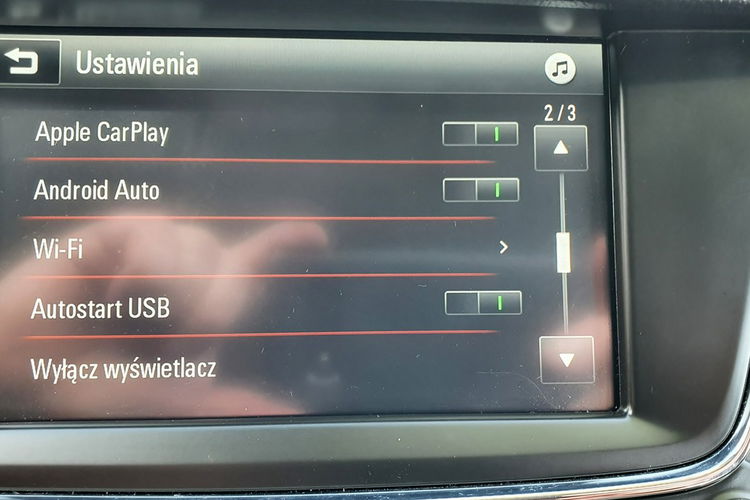 Ustawienia
2/3
Apple CarPlay
Android Auto
Wi-Fi
Autostart USB
Wyłącz wyświetlacz